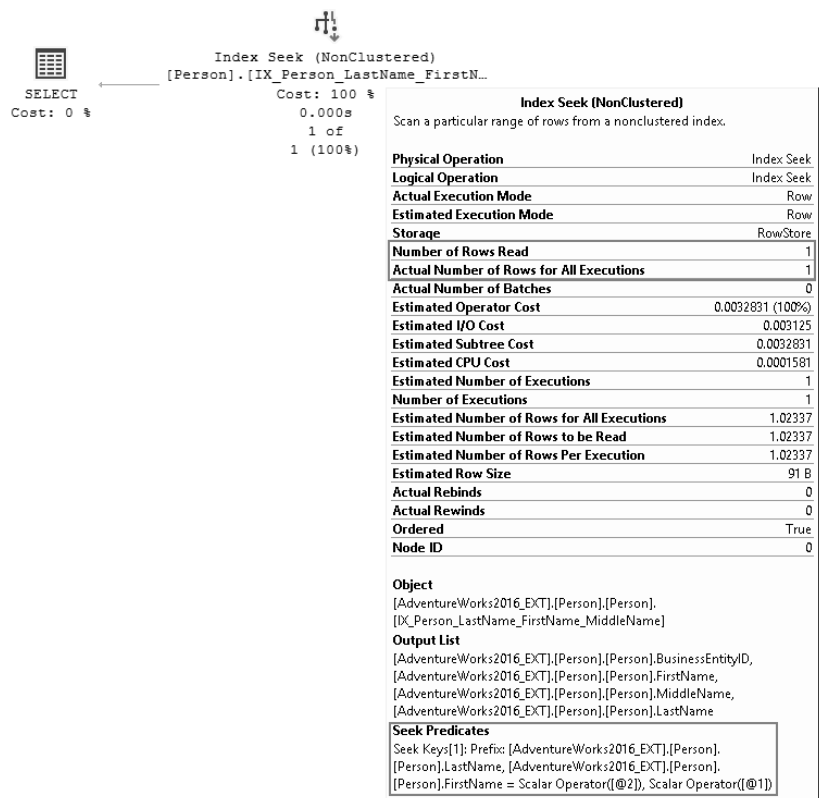 Index Seek (NonClustered)
[Person].[IX_Person_LastName_FirstN…
Cost: 100 %
0.000s
1 of
1 (100%)
SELECT
Cost: 0 %
Index Seek (NonClustered)
Scan a particular range of rows from a nonclustered index.
Physical Operation Index Seek
Logical Operation Index Seek
Actual Execution Mode Row
Estimated Execution Mode Row
Storage RowStore
Number of Rows Read 1
Actual Number of Rows for All Executions 1
Actual Number of Batches 0
Estimated Operator Cost 0.0032831 (100%)
Estimated I/O Cost 0.003125
Estimated Subtree Cost 0.0032831
Estimated CPU Cost 0.0001581
Estimated Number of Executions 1
Number of Executions 1
Estimated Number of Rows for All Executions 1.02337
Estimated Number of Rows to be Read 1.02337
Estimated Number of Rows Per Execution 1.02337
Estimated Row Size 91 B
Actual Rebinds 0
Actual Rewinds 0
Ordered True
Node ID 0
Object
[AdventureWorks2016_EXT].[Person].[Person].
[IX_Person_LastName_FirstName_MiddleName]
Output List
[AdventureWorks2016_EXT].[Person].[Person].BusinessEntityID,
[AdventureWorks2016_EXT].[Person].[Person].FirstName,
[AdventureWorks2016_EXT].[Person].[Person].MiddleName,
[AdventureWorks2016_EXT].[Person].[Person].LastName
Seek Predicates
Seek Keys[1]: Prefix: [AdventureWorks2016_EXT].[Person].
[Person].LastName, [AdventureWorks2016_EXT].[Person].
[Person].FirstName = Scalar Operator([@2]), Scalar Operator([@1])